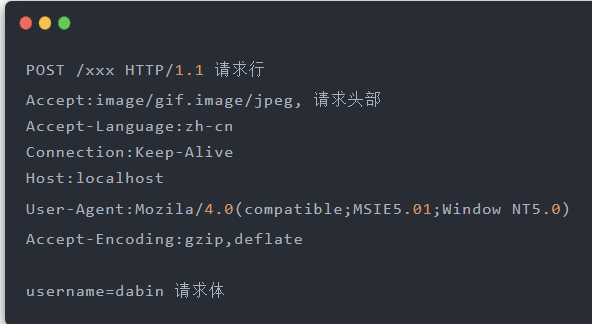 POST /xxx HTTP/1.1 请求行
Accept:image/gif.image/jpeg, 请求头部
Accept-Language:zh-cn
Connection:Keep-Alive
Host:localhost
User-Agent:Mozila/4.0(compatible;MSIE5.01;Window NT5.0)
Accept-Encoding:gzip,deflate
username=dabin 请求体